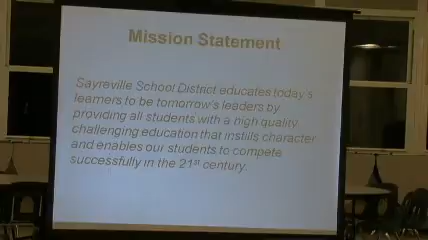 Mission Statement
Sayreville School District educates today's
learners to be tomorrow's leaders by
providing all students with a high quality
challenging education that instills character
and enables our students to compete
successfully in the 21st century.